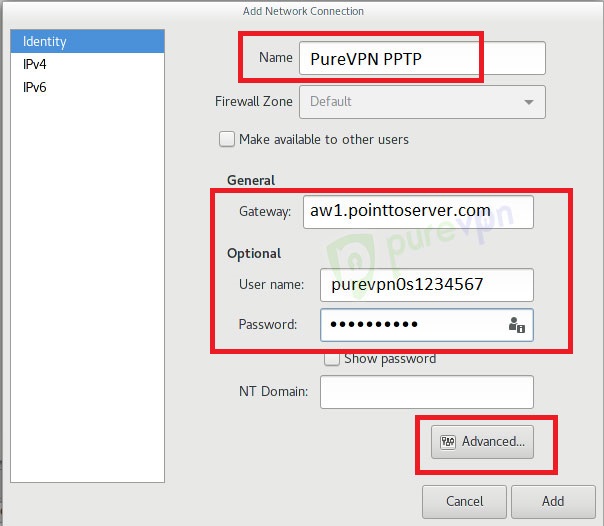 Add Network Connection
Identity
IPv4
IPv6
Name PureVPN PPTP
Firewall Zone Default
Make available to other users
General
Gateway: aw1.pointtoserver.com
purevpn
Optional
User name: purevpn0s1234567
Password: ••••••••••
Show password
NT Domain:
Advanced...
Cancel Add